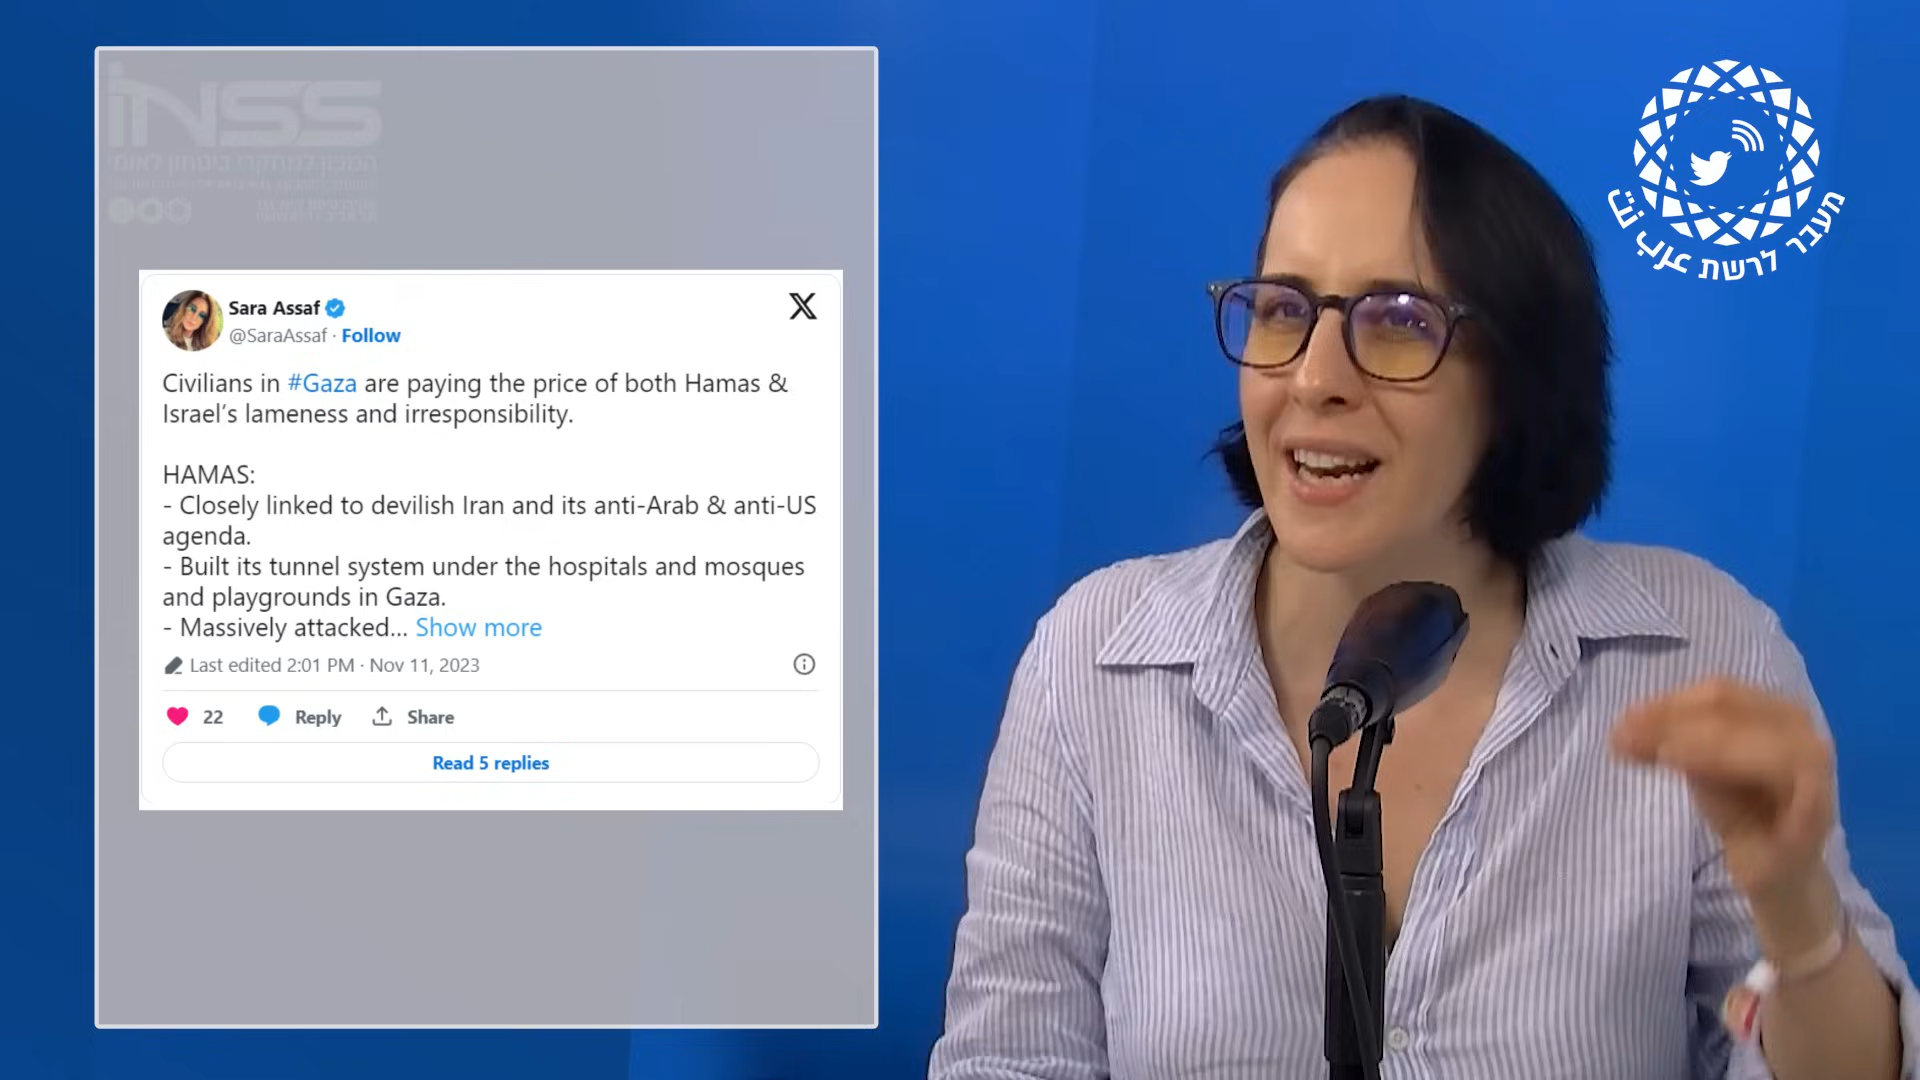 iNSS
המכון למחקרי ביטחון לאומי
Sara Assaf
@SaraAssaf · Follow
Civilians in #Gaza are paying the price of both Hamas &
Israel's lameness and irresponsibility.
HAMAS:
- Closely linked to devilish Iran and its anti-Arab & anti-US
agenda.
- Built its tunnel system under the hospitals and mosques
and playgrounds in Gaza.
- Massively attacked... Show more
Last edited 2:01 PM · Nov 11, 2023
22 Reply Share
Read 5 replies
מעבר לרשת